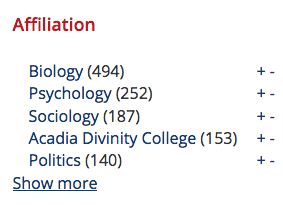 Affiliation
Biology (494) + -
Psychology (252) + -
Sociology (187) + -
Acadia Divinity College (153) + -
Politics (140) + -
Show more